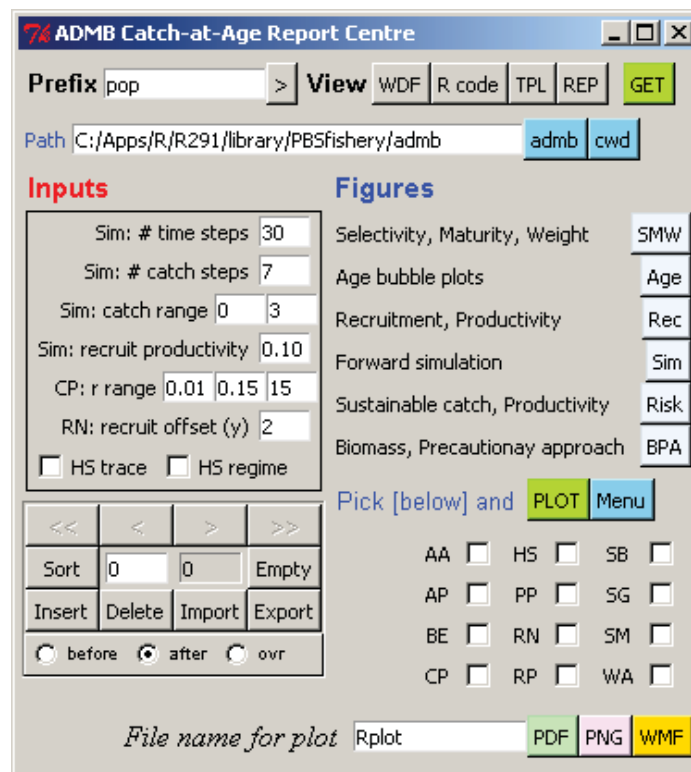 ADMB Catch-at-Age Report Centre
Prefix pop > View WDF R code TPL REP GET
Path C:/Apps/R/R291/library/PBSfishery/admb admb cwd
Inputs
Sim: # time steps 30
Sim: # catch steps 7
Sim: catch range 0 3
Sim: recruit productivity 0.10
CP: r range 0.01 0.15 15
RN: recruit offset (y) 2
HS trace HS regime
<< < > >>
Sort 0 0 Empty
Insert Delete Import Export
before after ovr
Figures
Selectivity, Maturity, Weight SMW
Age bubble plots Age
Recruitment, Productivity Rec
Forward simulation Sim
Sustainable catch, Productivity Risk
Biomass, Precautionay approach BPA
Pick [below] and PLOT Menu
AA HS SB
AP PP SG
BE RN SM
CP RP WA
File name for plot Rplot PDF PNG WMF